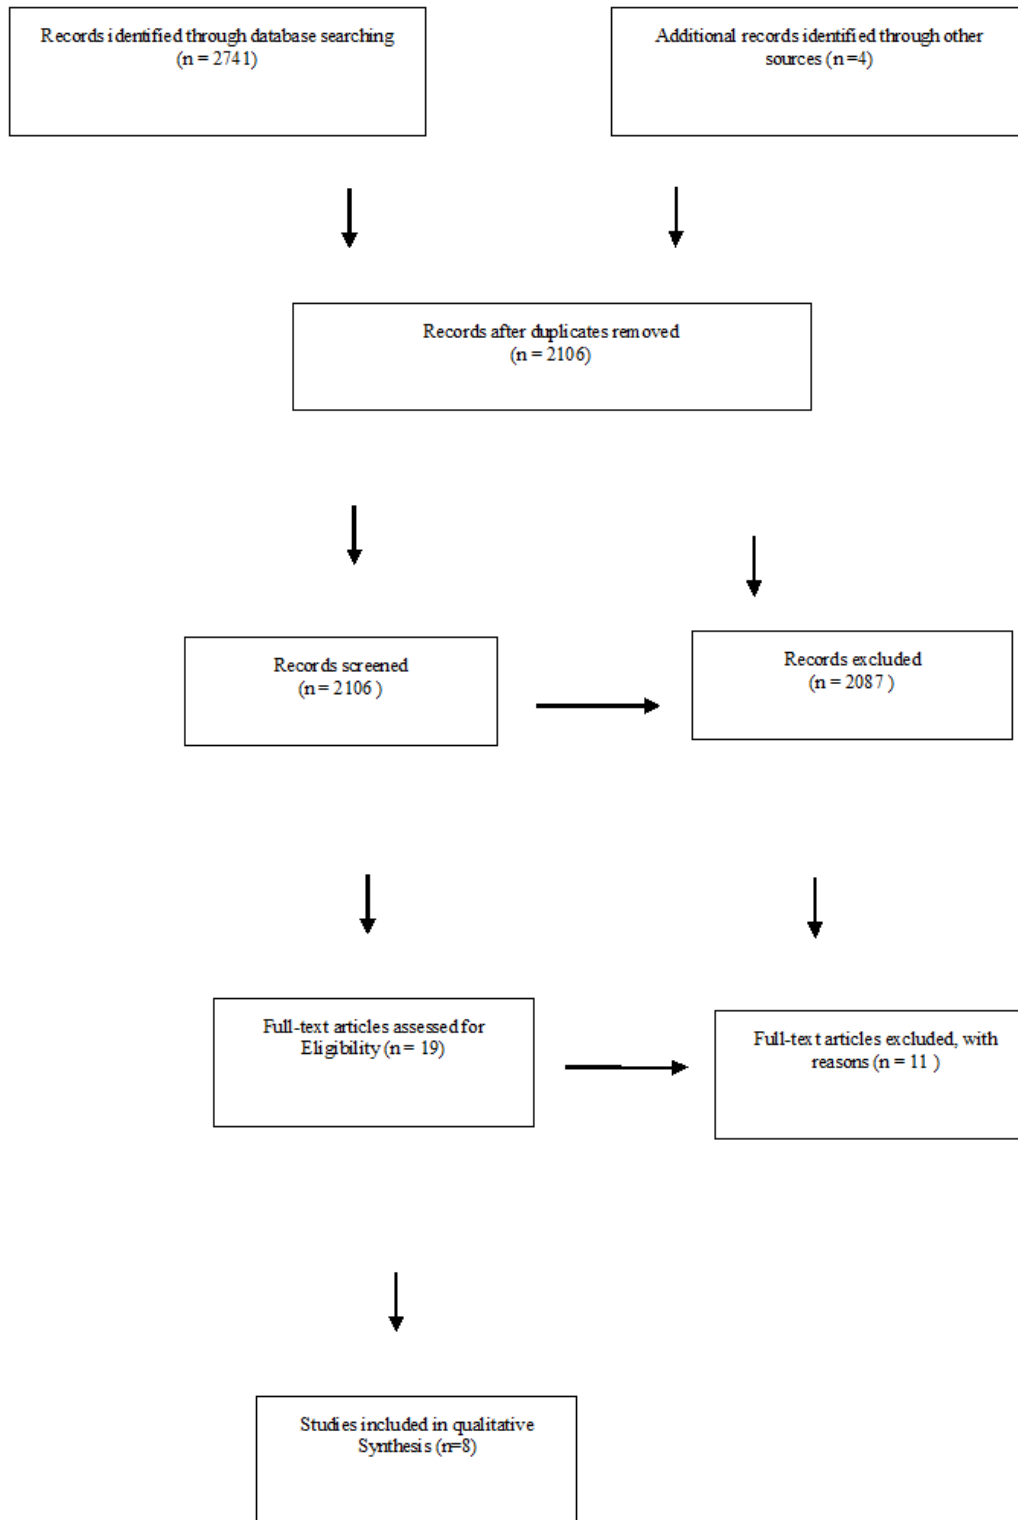 Records identified through database searching
(n = 2741)
Additional records identified through other
sources (n =4)
Records after duplicates removed
(n = 2106)
Records screened
(n = 2106 )
Records excluded
(n = 2087 )
Full-text articles assessed for
Eligibility (n = 19)
Full-text articles excluded, with
reasons (n = 11 )
Studies included in qualitative
Synthesis (n=8)